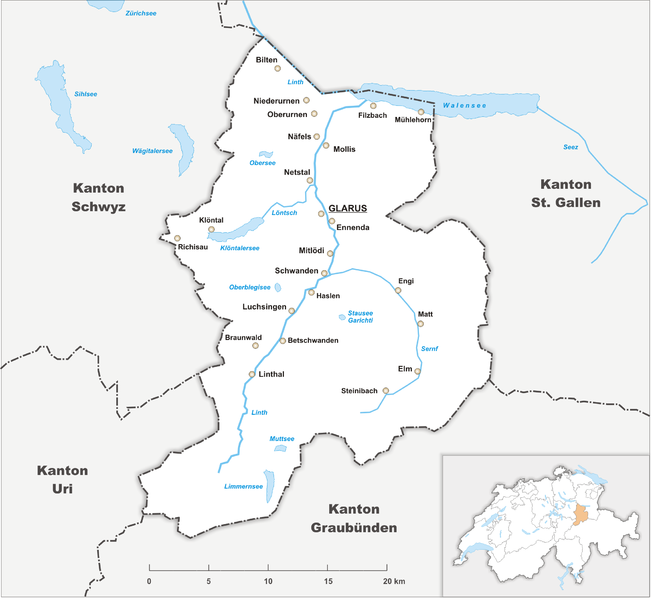 Zürichsee
Bilten
Linth
Sihlsee
Niederurnen
Oberurnen
Walensee
Filzbach
Mühlehorn
Näfels
Mollis
Seez
Wägitalersee
Obersee
Netstal
Kanton
Schwyz
Kanton
St. Gallen
GLARUS
Löntsch
Klöntal
Ennenda
Richisau
Klöntalersee
Mitlödi
Schwanden
Oberblegisee
Engi
Haslen
Luchsingen
Stausee
Garichti
Matt
Braunwald
Betschwanden
Sernf
Linthal
Elm
Steinibach
Linth
Muttsee
Limmernsee
Kanton
Uri
Kanton
Graubünden
0 5 10 15 20 km